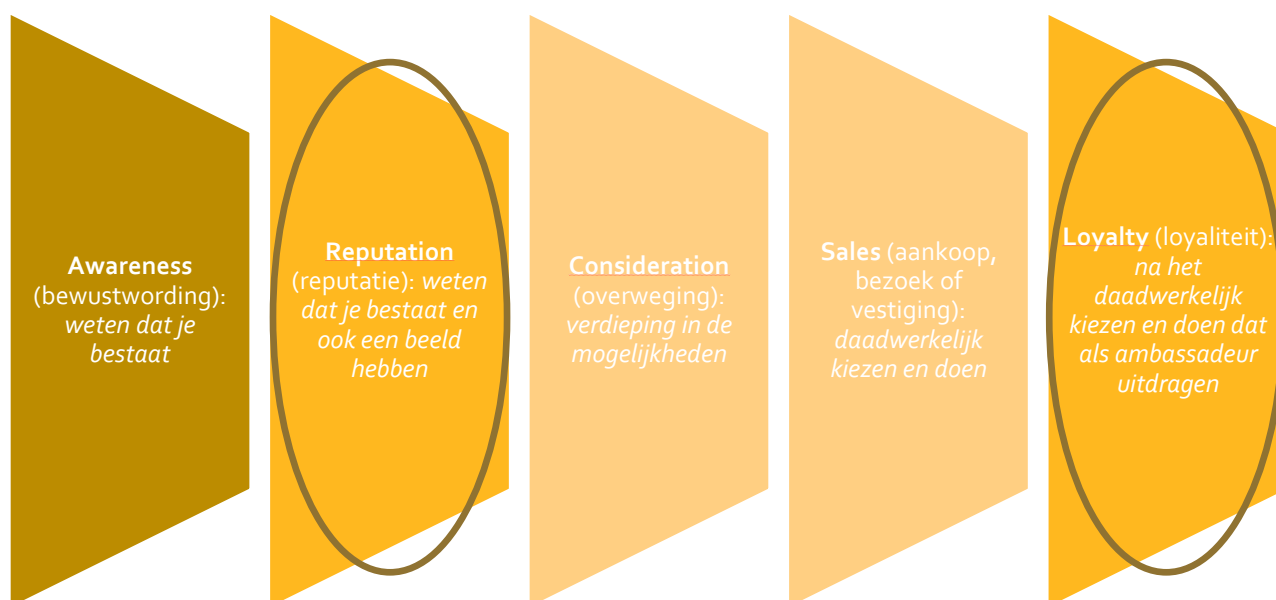 Awareness
(bewustwording):
weten dat je
bestaat
Reputation
(reputatie): weten
dat je bestaat en
ook een beeld
hebben
Consideration
(overweging):
verdieping in de
mogelijkheden
Sales (aankoop,
bezoek of
vestiging):
daadwerkelijk
kiezen en doen
Loyalty (loyaliteit):
na het
daadwerkelijk
kiezen en doen dat
als ambassadeur
uitdragen